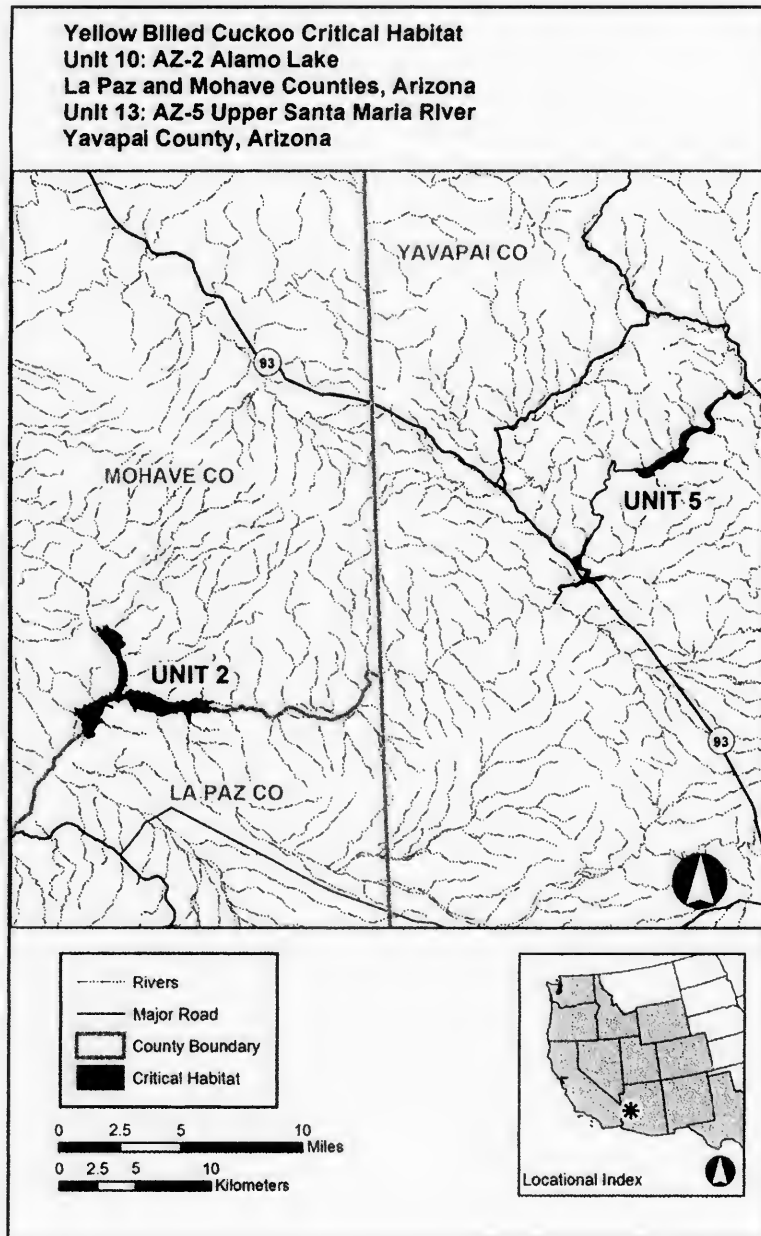 Yellow Billed Cuckoo Critical Habitat
Unit 10: AZ-2 Alamo Lake
La Paz and Mohave Counties, Arizona
Unit 13: AZ-5 Upper Santa Maria River
Yavapai County, Arizona
YAVAPAI CO
93
MOHAVE CO
UNIT 5
UNIT 2
93
LA PAZ CO
Rivers
Major Road
County Boundary
Critical Habitat
0 2.5 5 10
Miles
0 2.5 5 10
Kilometers
Locational Index